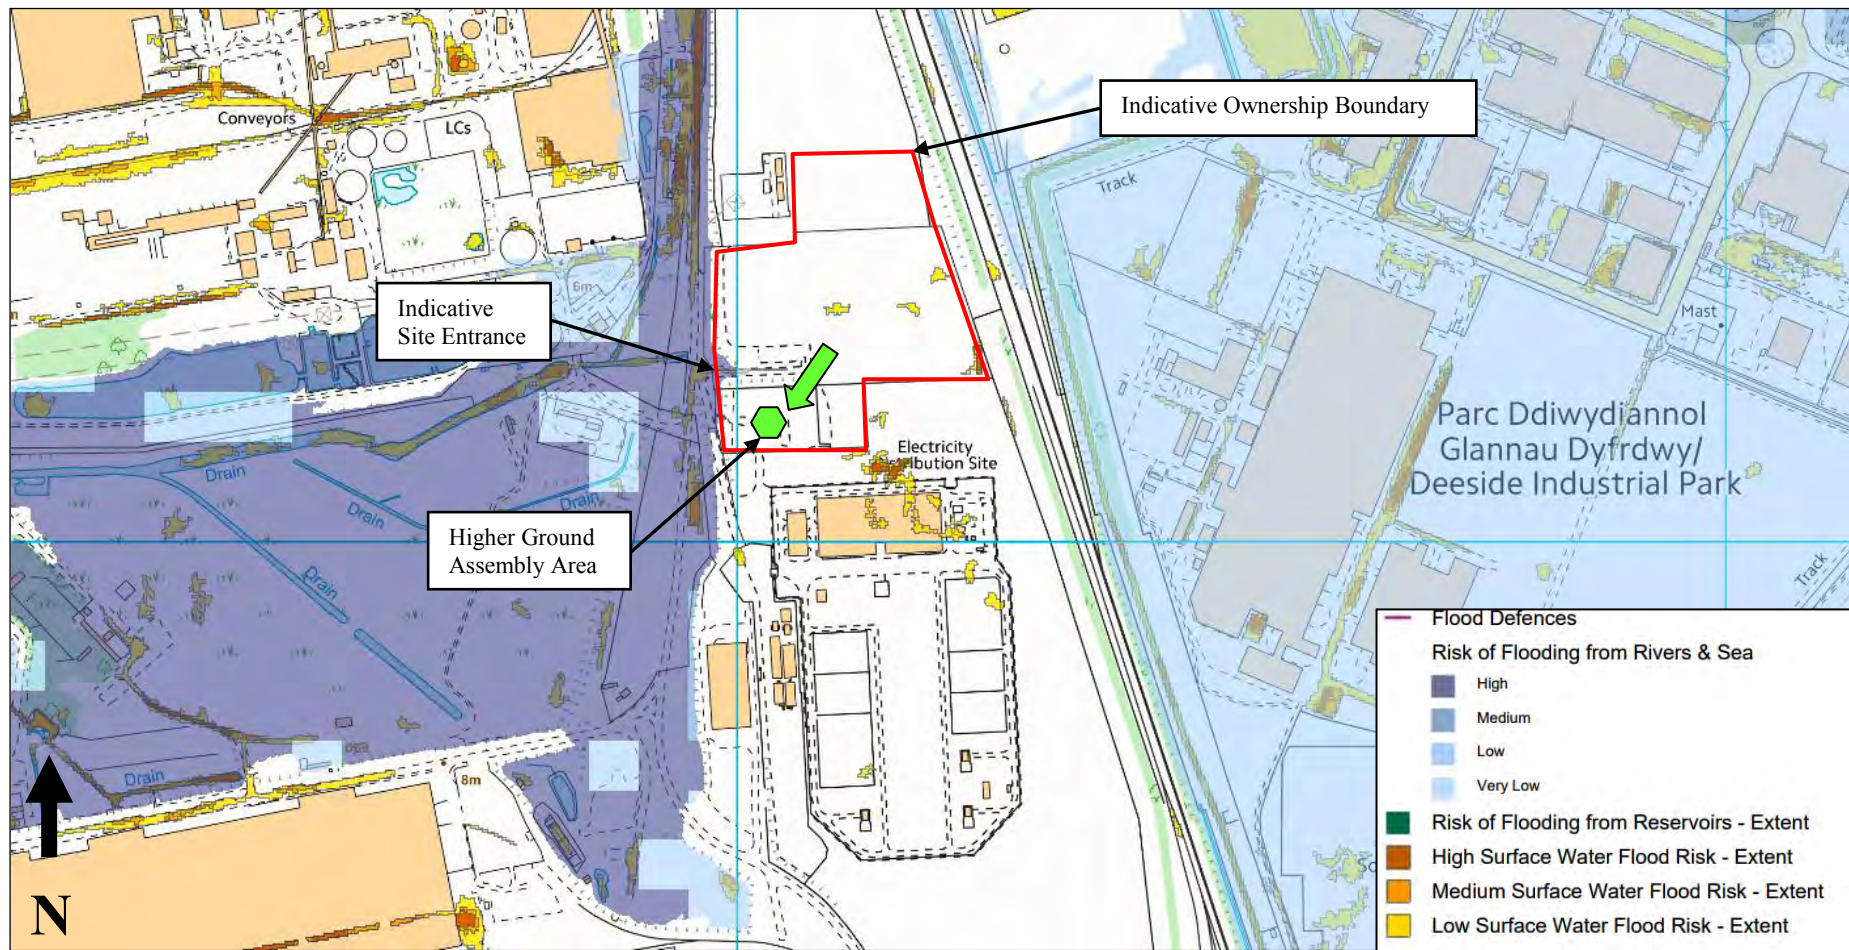 Conveyors
LCs
Indicative Ownership Boundary
Track
6m
Indicative
Site Entrance
Mast
Parc Ddiwydiannol
Glannau Dyfrdwy/
Deeside Industrial Park
Electricity
Distribution Site
Drain
Drain
Drain
Drain
Higher Ground
Assembly Area
Track
Drain
8m
N
Flood Defences
Risk of Flooding from Rivers & Sea
High
Medium
Low
Very Low
Risk of Flooding from Reservoirs - Extent
High Surface Water Flood Risk - Extent
Medium Surface Water Flood Risk - Extent
Low Surface Water Flood Risk - Extent